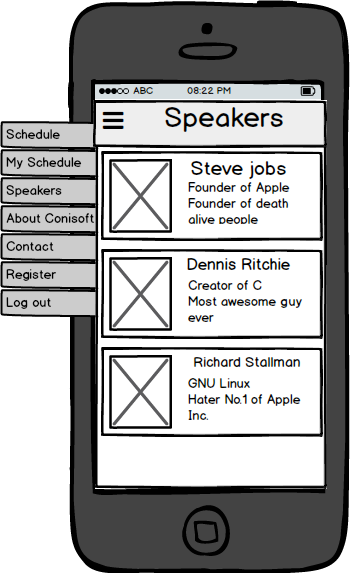 ABC 08:22 PM
Speakers
Schedule
My Schedule
Speakers
About Conisoft
Contact
Register
Log out
Steve jobs
Founder of Apple
Founder of death
alive people
Dennis Ritchie
Creator of C
Most awesome guy
ever
Richard Stallman
GNU Linux
Hater No.1 of Apple
Inc.